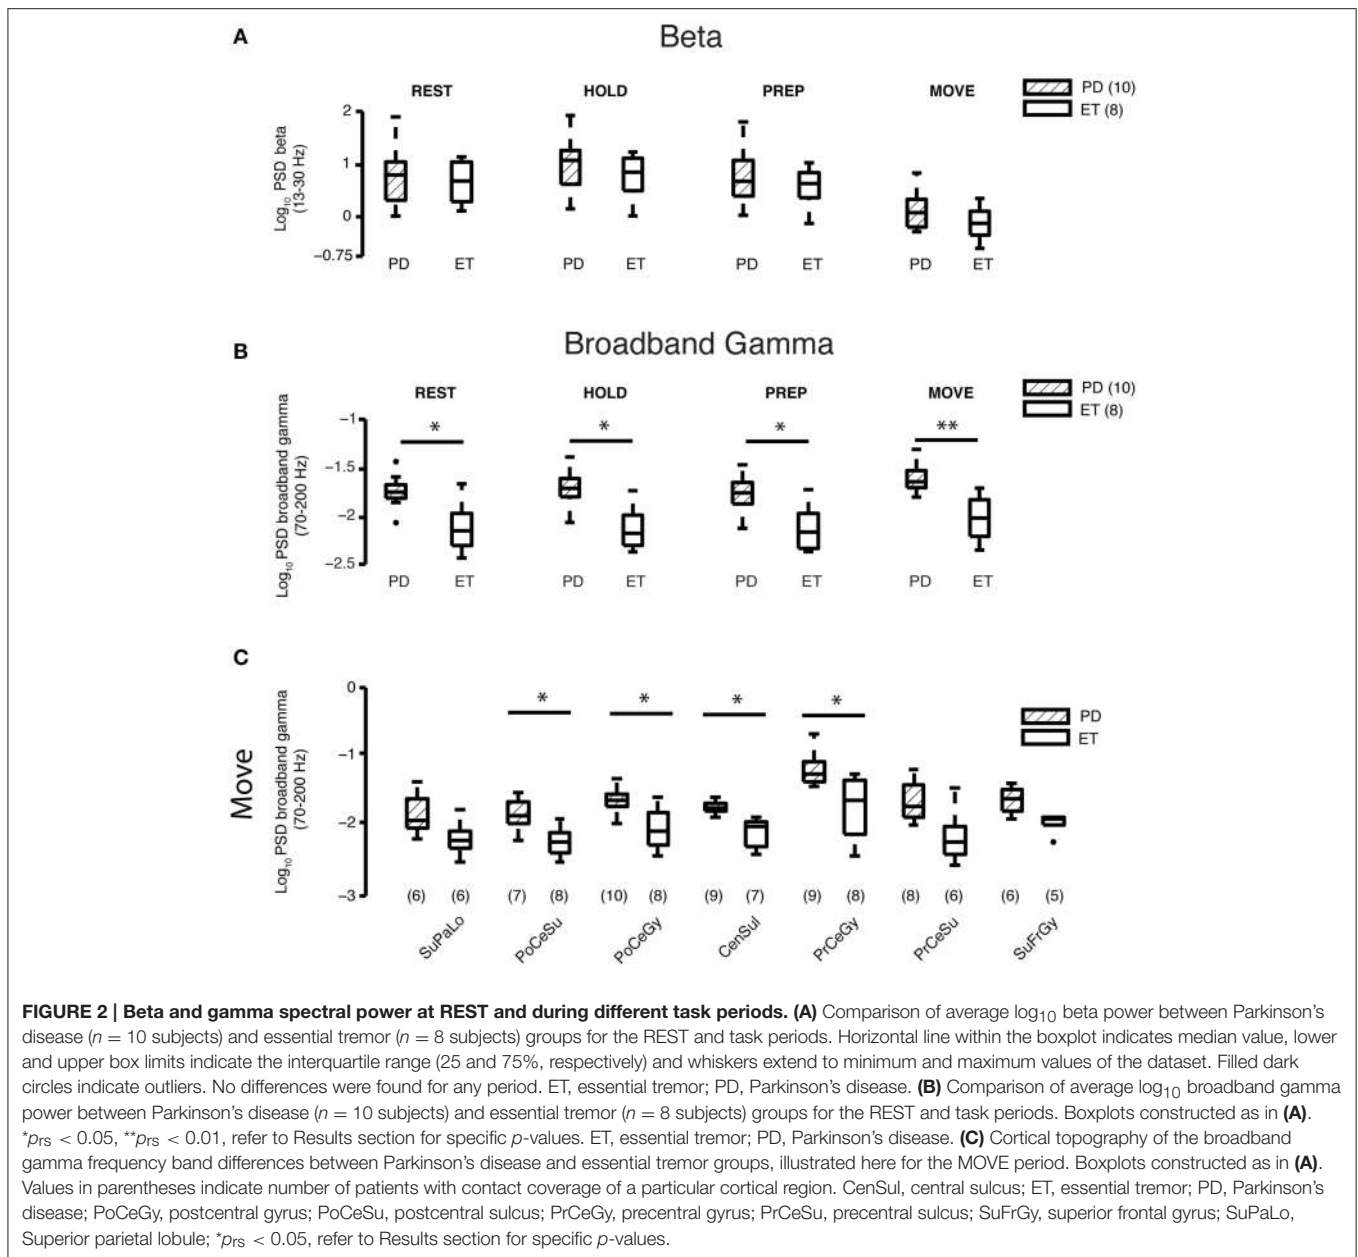 A
Beta
REST HOLD PREP MOVE
PD (10)
ET (8)
Log10 PSD beta
(13-30 Hz)
2
1
0
−0.75
PD ET PD ET PD ET PD ET
B
Broadband Gamma
REST HOLD PREP MOVE
PD (10)
ET (8)
Log10 PSD broadband gamma
(70-200 Hz)
−1
−1.5
−2
−2.5
* * * **
PD ET PD ET PD ET PD ET
C
Move
Log10 PSD broadband gamma
(70-200 Hz)
0
−1
−2
−3
* * * *
PD
ET
(6) (6) (7) (8) (10) (8) (9) (7) (9) (8) (8) (6) (6) (5)
SuPaLo PoCeSu PoCeGy CenSul PrCeGy PrCeSu SuFrGy
FIGURE 2 | Beta and gamma spectral power at REST and during different task periods. (A) Comparison of average log10 beta power between Parkinson's
disease (n = 10 subjects) and essential tremor (n = 8 subjects) groups for the REST and task periods. Horizontal line within the boxplot indicates median value, lower
and upper box limits indicate the interquartile range (25 and 75%, respectively) and whiskers extend to minimum and maximum values of the dataset. Filled dark
circles indicate outliers. No differences were found for any period. ET, essential tremor; PD, Parkinson's disease. (B) Comparison of average log10 broadband gamma
power between Parkinson's disease (n = 10 subjects) and essential tremor (n = 8 subjects) groups for the REST and task periods. Boxplots constructed as in (A).
*prs < 0.05, **prs < 0.01, refer to Results section for specific p-values. ET, essential tremor; PD, Parkinson's disease. (C) Cortical topography of the broadband
gamma frequency band differences between Parkinson's disease and essential tremor groups, illustrated here for the MOVE period. Boxplots constructed as in (A).
Values in parentheses indicate number of patients with contact coverage of a particular cortical region. CenSul, central sulcus; ET, essential tremor; PD, Parkinson's
disease; PoCeGy, postcentral gyrus; PoCeSu, postcentral sulcus; PrCeGy, precentral gyrus; PrCeSu, precentral sulcus; SuFrGy, superior frontal gyrus; SuPaLo,
Superior parietal lobule; *prs < 0.05, refer to Results section for specific p-values.